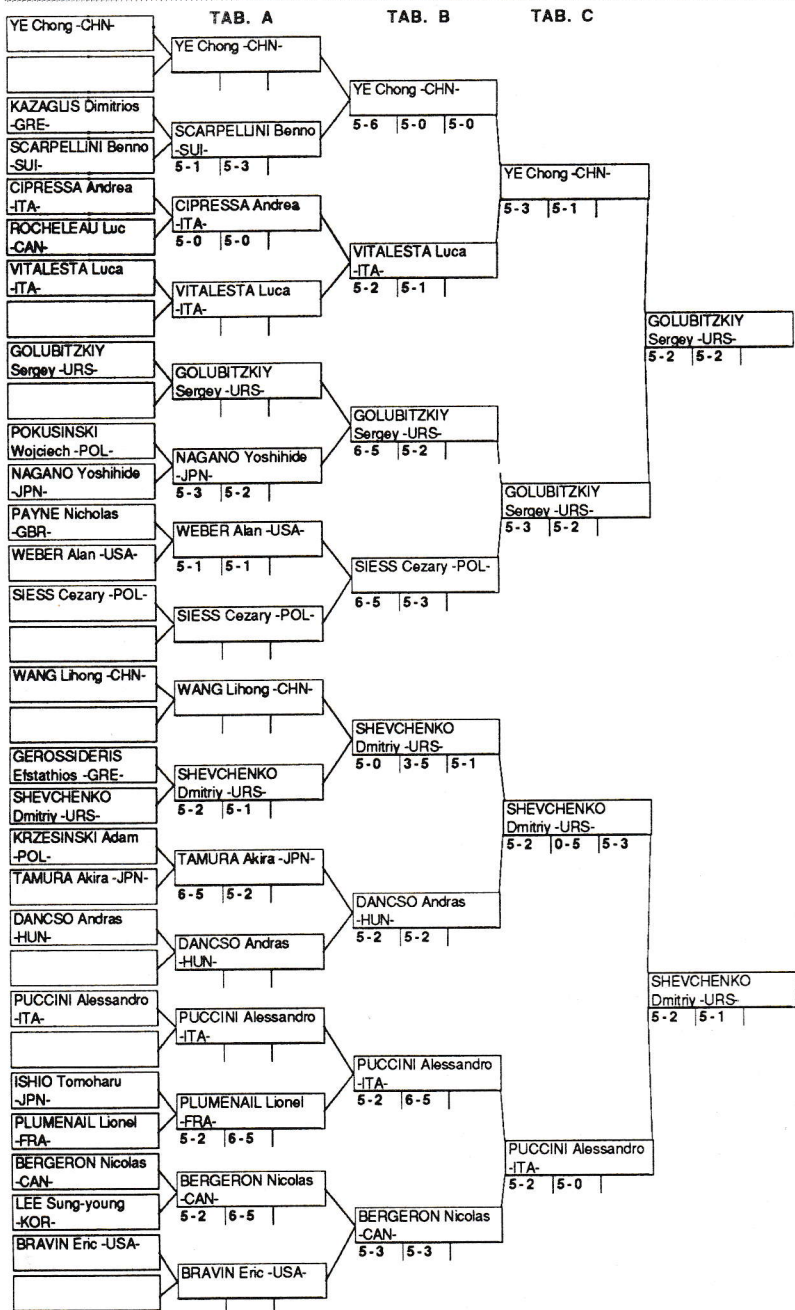 TAB. A
TAB. B
TAB. C
YE Chong -CHN-
KAZAGLIS Dimitrios
-GRE-
SCARPELLINI Benno
-SUI-
CIPRESSA Andrea
-ITA-
ROCHELEAU Luc
-CAN-
VITALESTA Luca
-ITA-
GOLUBITZKIY
Sergey -URS-
POKUSINSKI
Wojciech -POL-
NAGANO Yoshihide
-JPN-
PAYNE Nicholas
-GBR-
WEBER Alan -USA-
SIESS Cezary -POL-
WANG Lihong -CHN-
GEROSSIDERIS
Efstathios -GRE-
SHEVCHENKO
Dmitriy -URS-
KRZESINSKI Adam
-POL-
TAMURA Akira -JPN-
DANCSO Andras
-HUN-
PUCCINI Alessandro
-ITA-
ISHIO Tomoharu
-JPN-
PLUMENAIL Lionel
-FRA-
BERGERON Nicolas
-CAN-
LEE Sung-young
-KOR-
BRAVIN Eric -USA-
YE Chong -CHN-
SCARPELLINI Benno
-SUI-
5-1 5-3
CIPRESSA Andrea
-ITA-
5-0 5-0
VITALESTA Luca
-ITA-
GOLUBITZKIY
Sergey -URS-
NAGANO Yoshihide
-JPN-
5-3 5-2
WEBER Alan -USA-
5-1 5-1
SIESS Cezary -POL-
WANG Lihong -CHN-
SHEVCHENKO
Dmitriy -URS-
5-2 5-1
TAMURA Akira -JPN-
6-5 5-2
DANCSO Andras
-HUN-
PUCCINI Alessandro
-ITA-
PLUMENAIL Lionel
-FRA-
5-2 6-5
BERGERON Nicolas
-CAN-
5-2 6-5
BRAVIN Eric -USA-
YE Chong -CHN-
5-6 5-0 5-0
VITALESTA Luca
-ITA-
5-2 5-1
GOLUBITZKIY
Sergey -URS-
6-5 5-2
SIESS Cezary -POL-
6-5 5-3
SHEVCHENKO
Dmitriy -URS-
5-0 3-5 5-1
DANCSO Andras
-HUN-
5-2 5-2
PUCCINI Alessandro
-ITA-
5-2 6-5
BERGERON Nicolas
-CAN-
5-3 5-3
YE Chong -CHN-
5-3 5-1
GOLUBITZKIY
Sergey -URS-
5-3 5-2
SHEVCHENKO
Dmitriy -URS-
5-2 0-5 5-3
PUCCINI Alessandro
-ITA-
5-2 5-0
GOLUBITZKIY
Sergey -URS-
5-2 5-2
SHEVCHENKO
Dmitriy -URS-
5-2 5-1